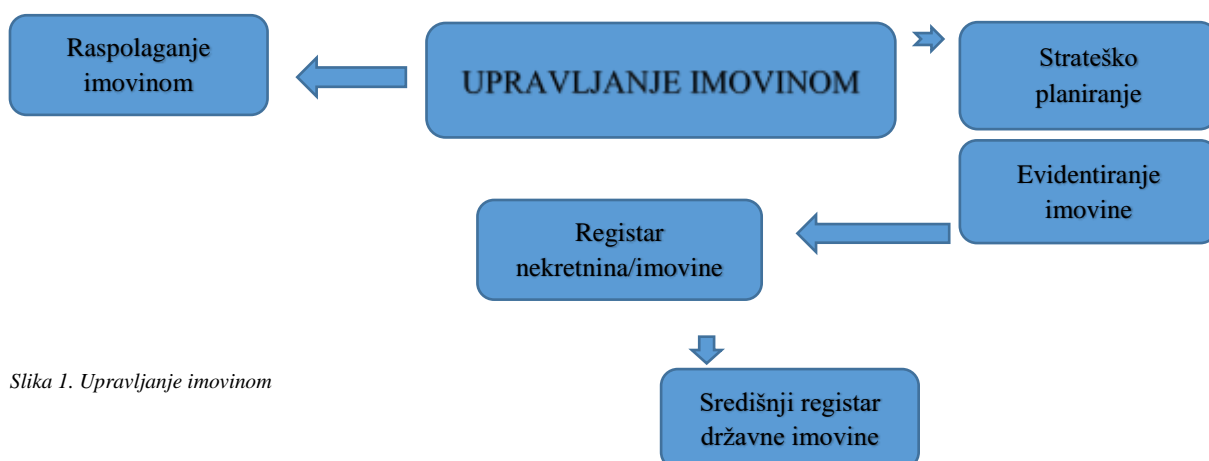 Raspolaganje
imovinom
UPRAVLJANJE IMOVINOM
Strateško
planiranje
Evidentiranje
imovine
Registar
nekretnina/imovine
Slika 1. Upravljanje imovinom
Središnji registar
državne imovine